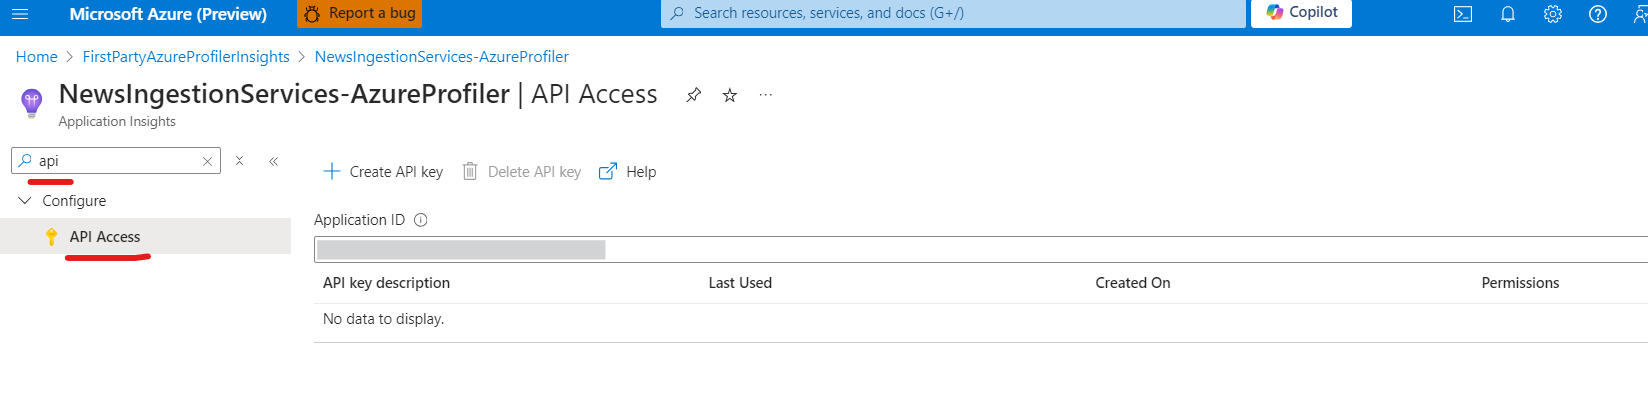 Microsoft Azure (Preview)
Report a bug
Search resources, services, and docs (G+/)
Copilot
Home > FirstPartyAzureProfilerInsights > NewsIngestionServices-AzureProfiler
NewsIngestionServices-AzureProfiler | API Access
Application Insights
api
Configure
API Access
Create API key
Delete API key
Help
Application ID
API key description Last Used Created On Permissions
No data to display.